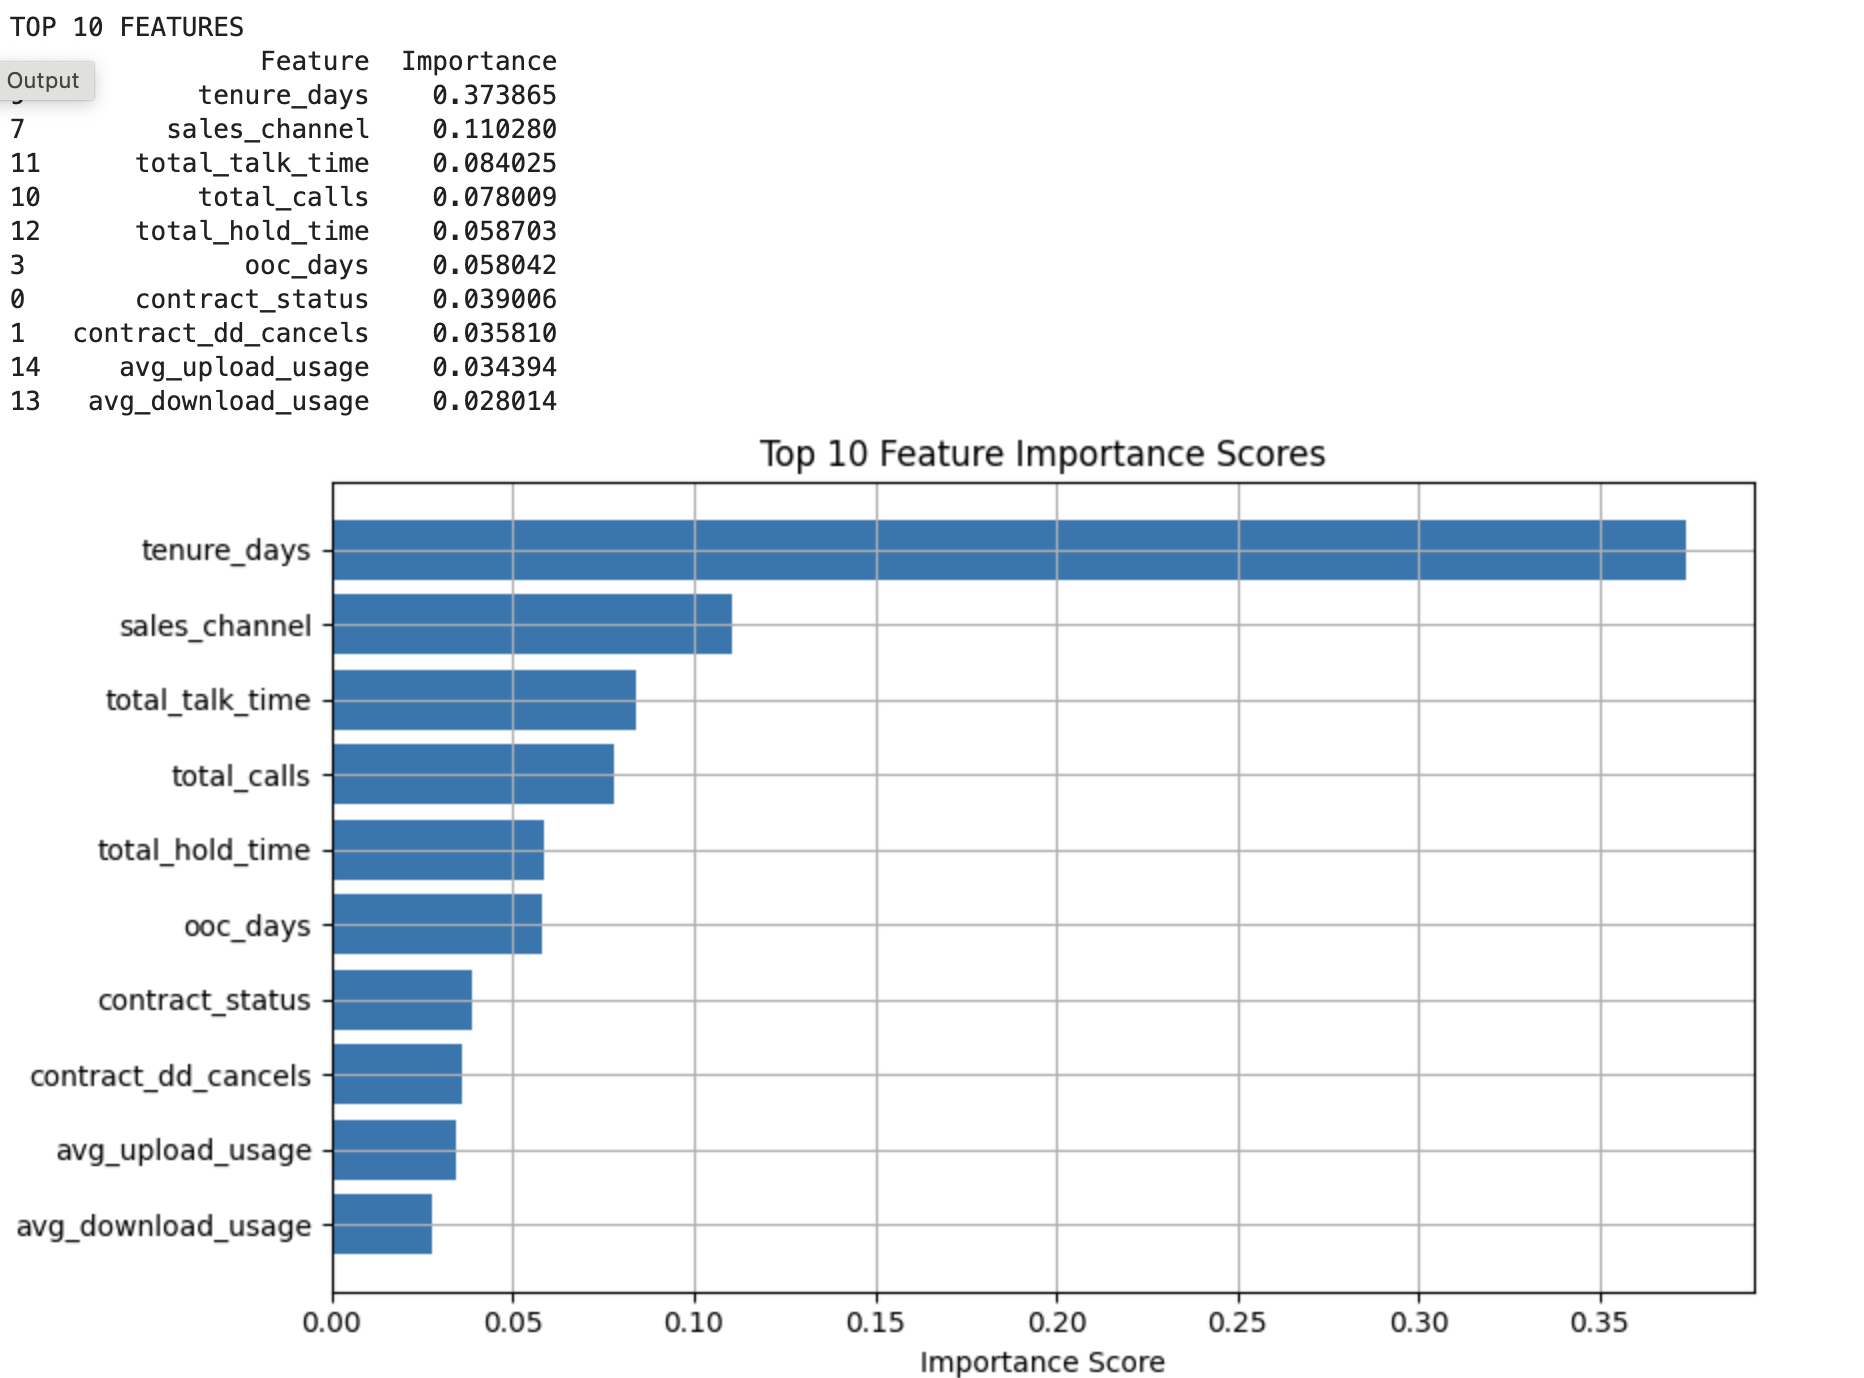 TOP 10 FEATURES
Feature Importance
Output
tenure_days 0.373865
7 sales_channel 0.110280
11 total_talk_time 0.084025
10 total_calls 0.078009
12 total_hold_time 0.058703
3 ooc_days 0.058042
0 contract_status 0.039006
1 contract_dd_cancels 0.035810
14 avg_upload_usage 0.034394
13 avg_download_usage 0.028014
Top 10 Feature Importance Scores
tenure_days
sales_channel
total_talk_time
total_calls
total_hold_time
ooc_days
contract_status
contract_dd_cancels
avg_upload_usage
avg_download_usage
0.00 0.05 0.10 0.15 0.20 0.25 0.30 0.35
Importance Score